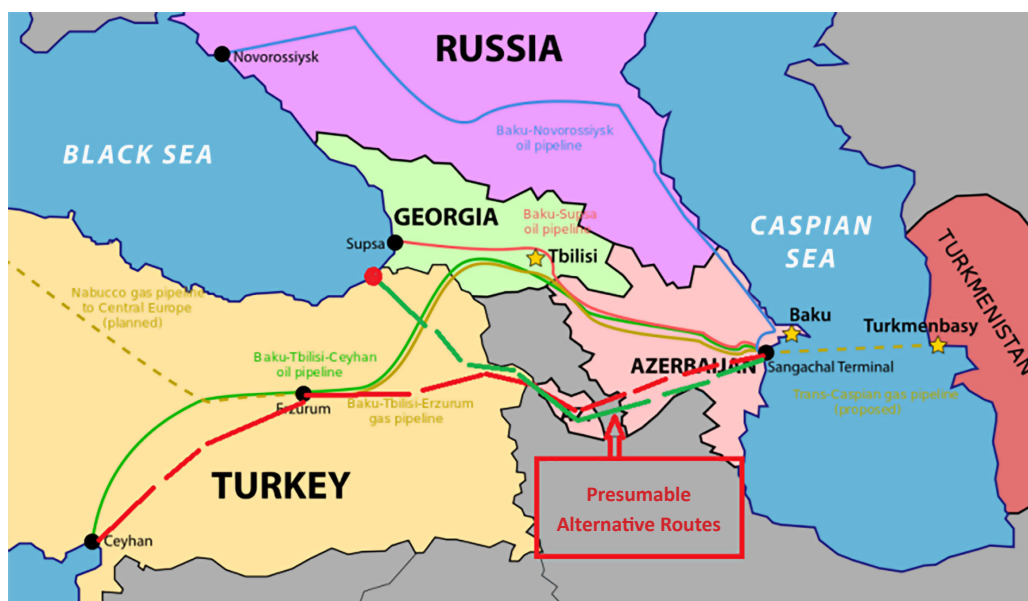 RUSSIA
Novorossiysk
Baku-Novorossiysk
oil pipeline
BLACK SEA
GEORGIA
Baku-Supsa
oil pipeline
Supsa
Tbilisi
CASPIAN
SEA
TURKMENISTAN
Nabucco gas pipeline
to Central Europe
(planned)
Baku
Turkmenbasy
Baku-Tbilisi-Ceyhan
oil pipeline
AZERBAIJAN
Sangachal Terminal
Erzurum
Baku-Tbilisi-Erzurum
gas pipeline
Trans-Caspian gas pipeline
(proposed)
TURKEY
Presumable
Alternative Routes
Ceyhan